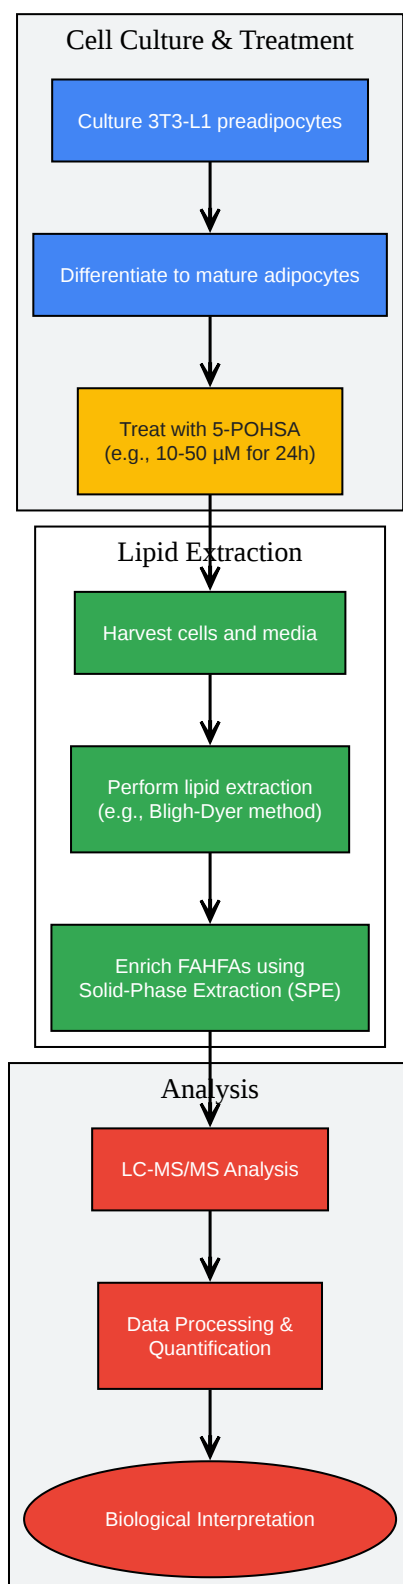 Cell Culture & Treatment
Culture 3T3-L1 preadipocytes
Differentiate to mature adipocytes
Treat with 5-POHSA
(e.g., 10-50 µM for 24h)
Lipid Extraction
Harvest cells and media
Perform lipid extraction
(e.g., Bligh-Dyer method)
Enrich FAHFAs using
Solid-Phase Extraction (SPE)
Analysis
LC-MS/MS Analysis
Data Processing &
Quantification
Biological Interpretation